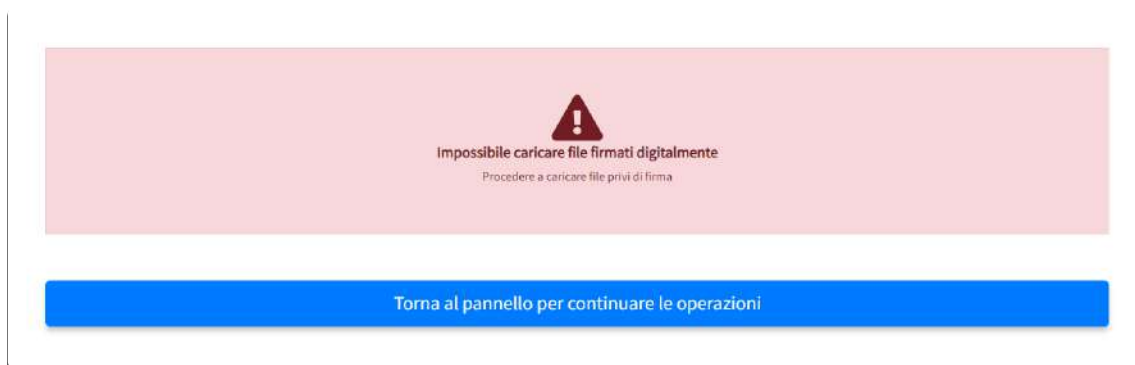 Impossibile caricare file firmati digitalmente
Procedere a caricare file privi di firma
Torna al pannello per continuare le operazioni